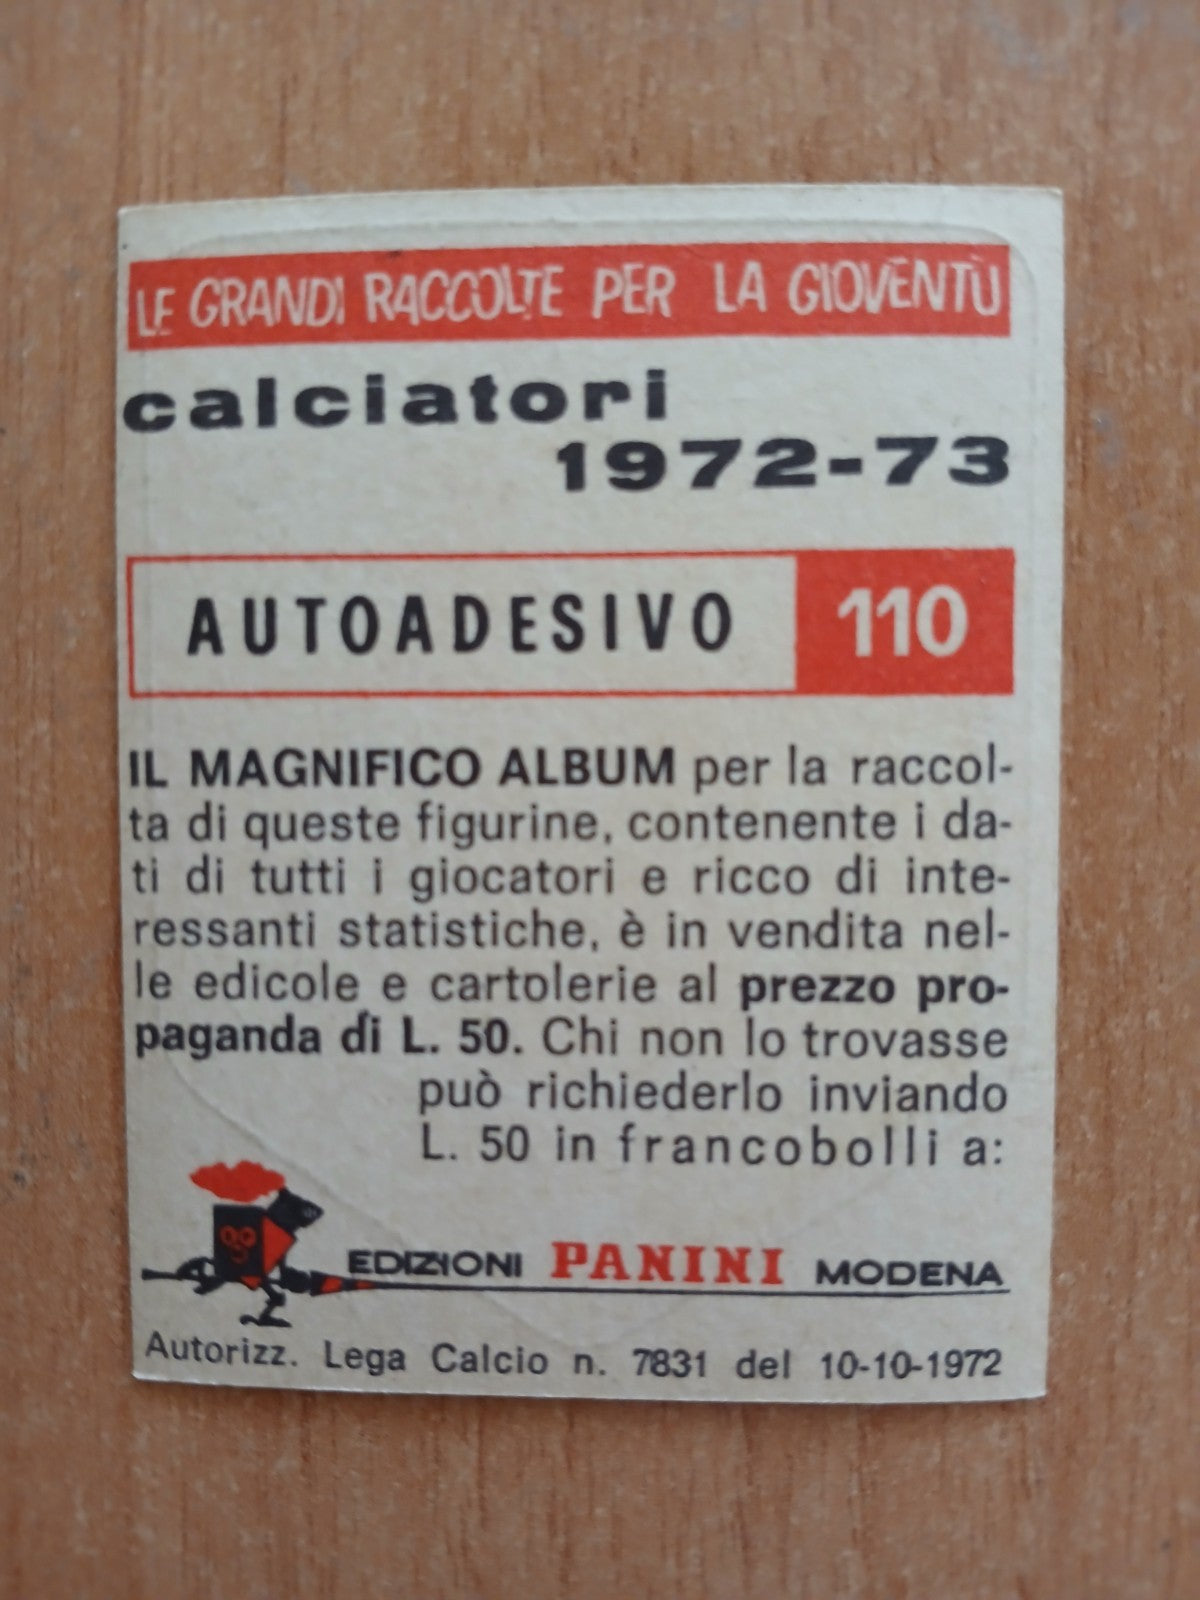 LE GRANDI RACCOLTE PER LA GIOVENTÙ
calciatori
1972-73
AUTOADESIVO 110
IL MAGNIFICO ALBUM per la raccol-
ta di queste figurine, contenente i da-
ti di tutti i giocatori e ricco di inte-
ressanti statistiche, è in vendita nel-
le edicole e cartolerie al prezzo pro-
paganda di L. 50. Chi non lo trovasse
può richiederlo inviando
L. 50 in francobolli a:
EDIZIONI PANINI MODENA
Autorizz. Lega Calcio n. 7831 del 10-10-1972